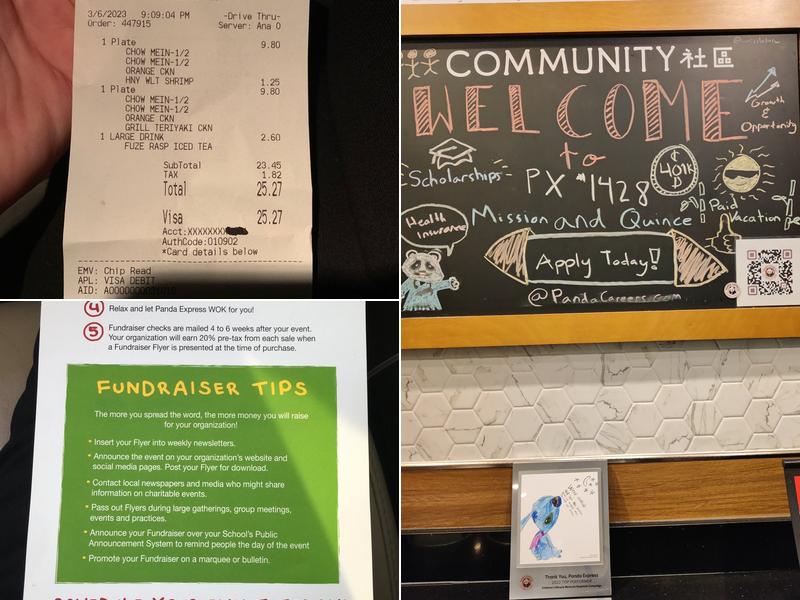 3/6/2023 9:09:04 PM -Drive Thru-
Order: 447915 Server: Ana O
1 Plate 9.80
CHOW MEIN-1/2
CHOW MEIN-1/2
ORANGE CKN
HNY WLT SHRIMP 1.25
1 Plate 9.80
CHOW MEIN-1/2
CHOW MEIN-1/2
ORANGE CKN
GRILL TERIYAKI CKN
1 LARGE DRINK 2.60
FUZE RASP ICED TEA
SubTotal 23.45
TAX 1.82
Total 25.27
Visa 25.27
Acct:XXXXXXXX
AuthCode:010902
*Card details below
EMV: Chip Read
APL: VISA DEBIT
4 Relax and let Panda Express WOK for you!
5 Fundraiser checks are mailed 4 to 6 weeks after your event.
Your organization will earn 20% pre-tax from each sale when
a Fundraiser Flyer is presented at the time of purchase.
FUNDRAISER TIPS
The more you spread the word, the more money you will raise
for your organization!
• Insert your Flyer into weekly newsletters.
• Announce the event on your organization's website and
social media pages. Post your Flyer for download.
• Contact local newspapers and media who might share
information on charitable events.
• Pass out Flyers during large gatherings, group meetings,
events and practices.
• Announce your Fundraiser over your School's Public
Announcement System to remind people the day of the event
• Promote your Fundraiser on a marquee or bulletin.
COMMUNITY 社區
WELCOME
to
PX #1428
Mission and Quince
Growth
&
Opportunity
Scholarships
401K
Paid
Vacation
Health
Insurance
Apply Today!
@PandaCareers.com
Thank You, Panda Express
2022 TOP PERFORMER